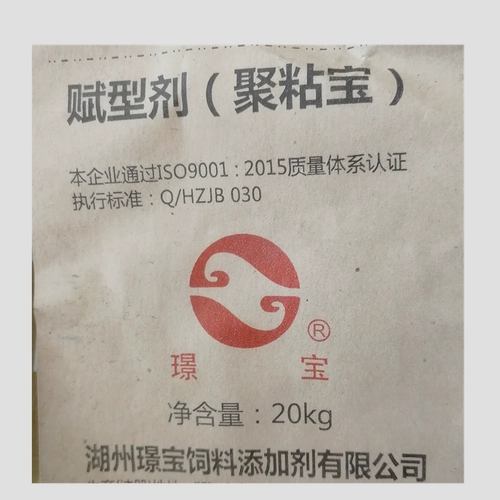 赋型剂（聚粘宝）
本企业通过ISO9001：2015质量体系认证
执行标准：Q/HZJB 030
®
璟 宝
净含量：20kg
湖州璟宝饲料添加剂有限公司